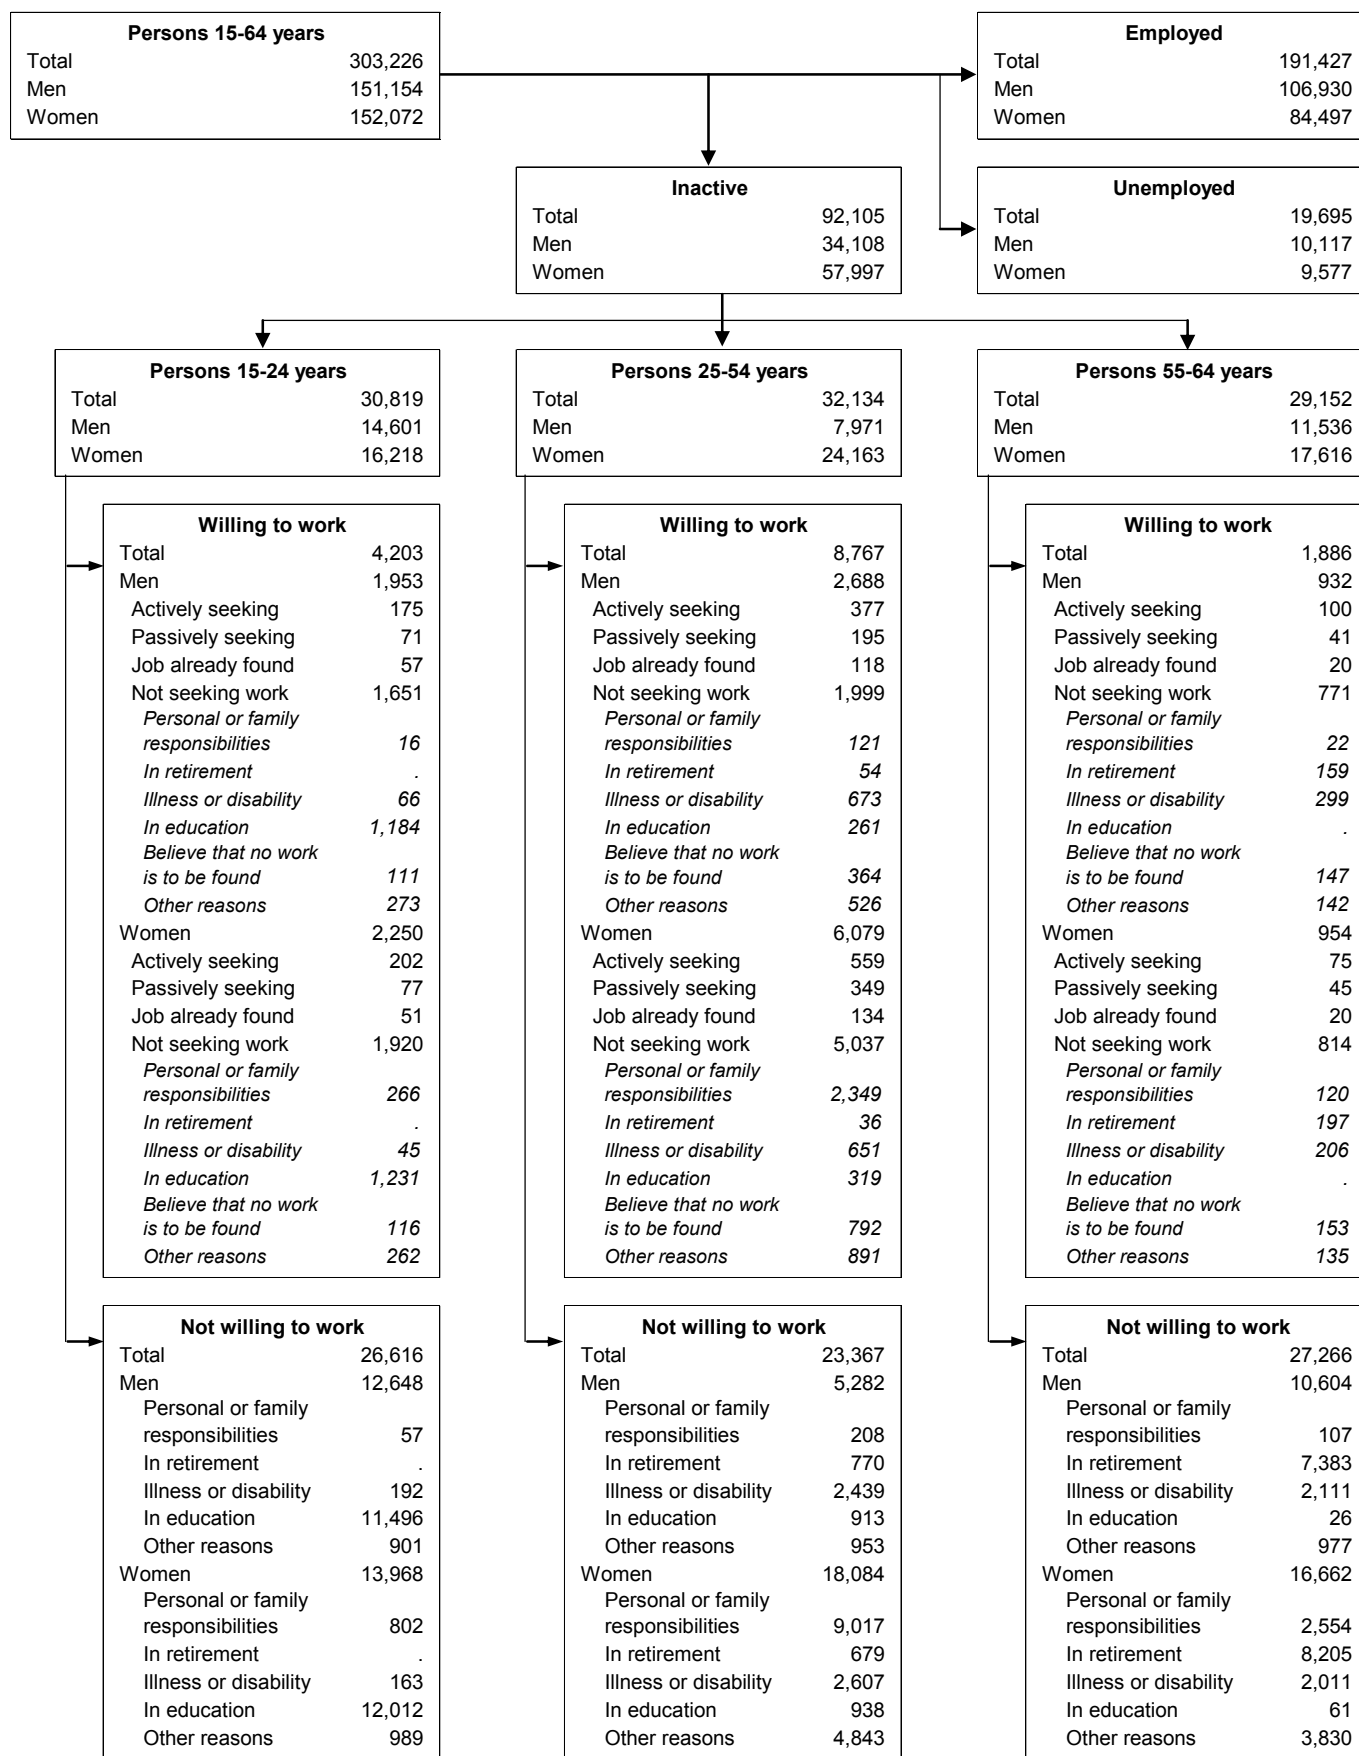 Persons 15-64 years
Total 303,226
Men 151,154
Women 152,072
Employed
Total 191,427
Men 106,930
Women 84,497
Inactive
Total 92,105
Men 34,108
Women 57,997
Unemployed
Total 19,695
Men 10,117
Women 9,577
Persons 15-24 years
Total 30,819
Men 14,601
Women 16,218
Persons 25-54 years
Total 32,134
Men 7,971
Women 24,163
Persons 55-64 years
Total 29,152
Men 11,536
Women 17,616
Willing to work
Total 4,203
Men 1,953
Actively seeking 175
Passively seeking 71
Job already found 57
Not seeking work 1,651
Personal or family
responsibilities 16
In retirement .
Illness or disability 66
In education 1,184
Believe that no work
is to be found 111
Other reasons 273
Women 2,250
Actively seeking 202
Passively seeking 77
Job already found 51
Not seeking work 1,920
Personal or family
responsibilities 266
In retirement .
Illness or disability 45
In education 1,231
Believe that no work
is to be found 116
Other reasons 262
Willing to work
Total 8,767
Men 2,688
Actively seeking 377
Passively seeking 195
Job already found 118
Not seeking work 1,999
Personal or family
responsibilities 121
In retirement 54
Illness or disability 673
In education 261
Believe that no work
is to be found 364
Other reasons 526
Women 6,079
Actively seeking 559
Passively seeking 349
Job already found 134
Not seeking work 5,037
Personal or family
responsibilities 2,349
In retirement 36
Illness or disability 651
In education 319
Believe that no work
is to be found 792
Other reasons 891
Willing to work
Total 1,886
Men 932
Actively seeking 100
Passively seeking 41
Job already found 20
Not seeking work 771
Personal or family
responsibilities 22
In retirement 159
Illness or disability 299
In education .
Believe that no work
is to be found 147
Other reasons 142
Women 954
Actively seeking 75
Passively seeking 45
Job already found 20
Not seeking work 814
Personal or family
responsibilities 120
In retirement 197
Illness or disability 206
In education .
Believe that no work
is to be found 153
Other reasons 135
Not willing to work
Total 26,616
Men 12,648
Personal or family
responsibilities 57
In retirement .
Illness or disability 192
In education 11,496
Other reasons 901
Women 13,968
Personal or family
responsibilities 802
In retirement .
Illness or disability 163
In education 12,012
Other reasons 989
Not willing to work
Total 23,367
Men 5,282
Personal or family
responsibilities 208
In retirement 770
Illness or disability 2,439
In education 913
Other reasons 953
Women 18,084
Personal or family
responsibilities 9,017
In retirement 679
Illness or disability 2,607
In education 938
Other reasons 4,843
Not willing to work
Total 27,266
Men 10,604
Personal or family
responsibilities 107
In retirement 7,383
Illness or disability 2,111
In education 26
Other reasons 977
Women 16,662
Personal or family
responsibilities 2,554
In retirement 8,205
Illness or disability 2,011
In education 61
Other reasons 3,830